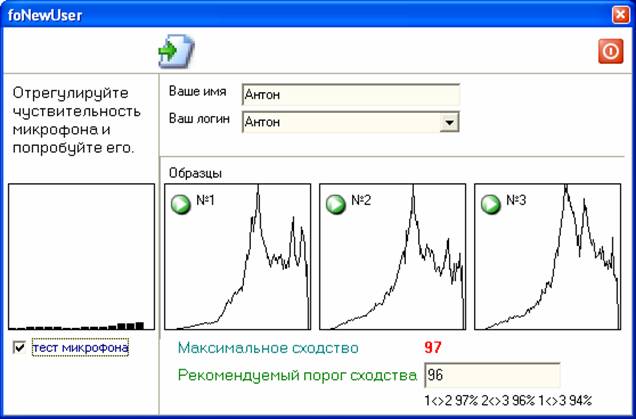 foNewUser
Отрегулируйте
чуствительность
микрофона и
попробуйте его.
Ваше имя Антон
Ваш логин Антон
Образцы
№1 №2 №3
тест микрофона
Максимальное сходство 97
Рекомендуемый порог сходства 96
1<>2 97% 2<>3 96% 1<>3 94%